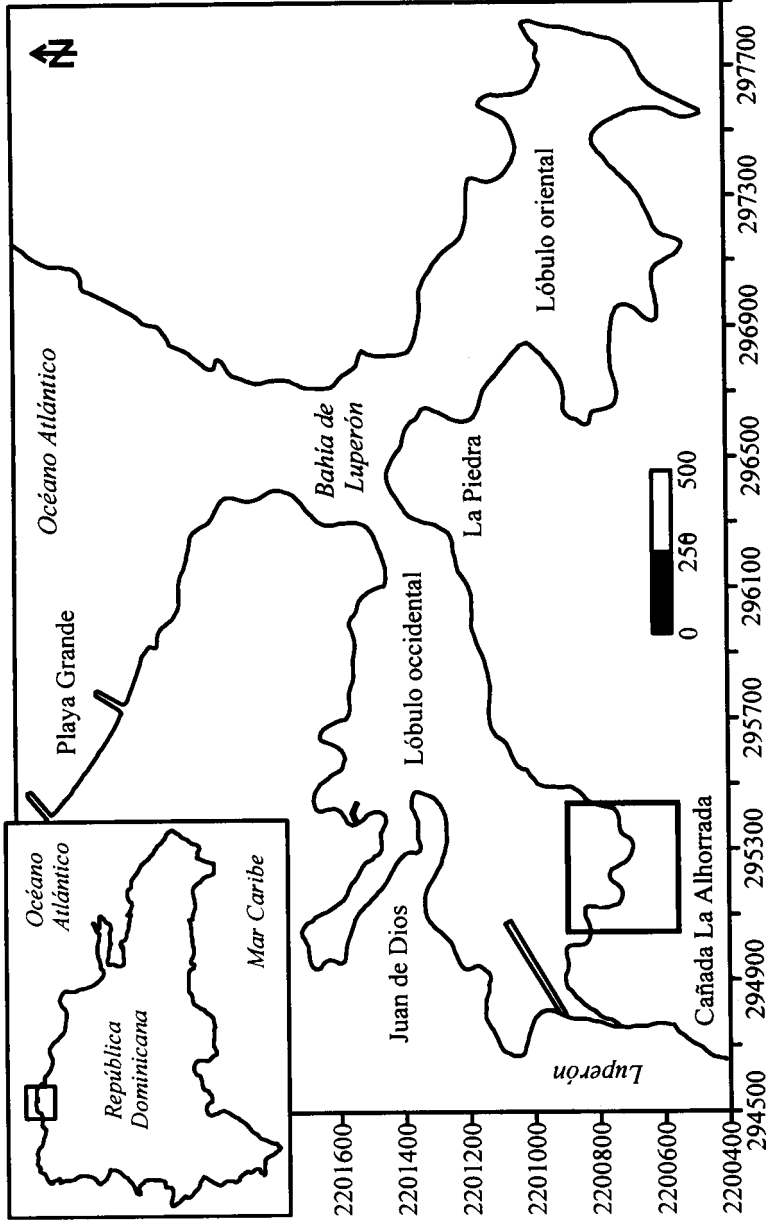 Océano
Atlántico
República
Dominicana
Mar Caribe
N
Playa Grande
Océano Atlántico
Bahía de
Luperón
Lóbulo occidental
Juan de Dios
La Piedra
Lóbulo oriental
Luperón
Cañada La Alhorrada
0 250 500
2201600
2201400
2201200
2201000
2200800
2200600
2200400
294500 294900 295300 295700 296100 296500 296900 297300 297700